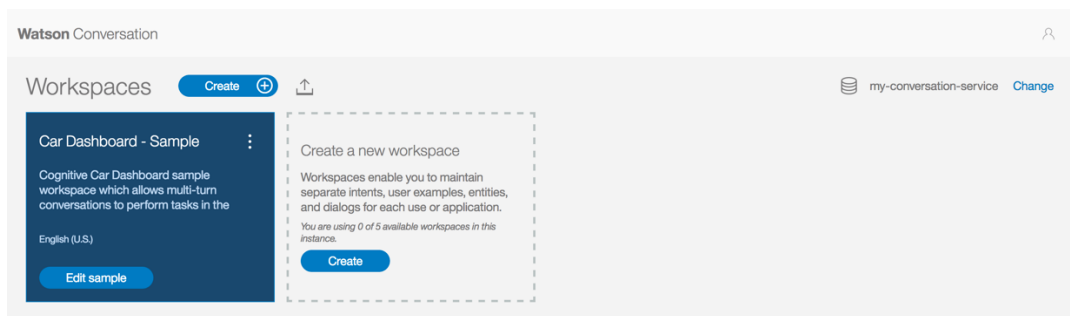 Watson Conversation
Workspaces
Create
my-conversation-service
Change
Car Dashboard - Sample
Cognitive Car Dashboard sample
workspace which allows multi-turn
conversations to perform tasks in the
English (U.S.)
Edit sample
Create a new workspace
Workspaces enable you to maintain
separate intents, user examples, entities,
and dialogs for each use or application.
You are using 0 of 5 available workspaces in this
instance.
Create